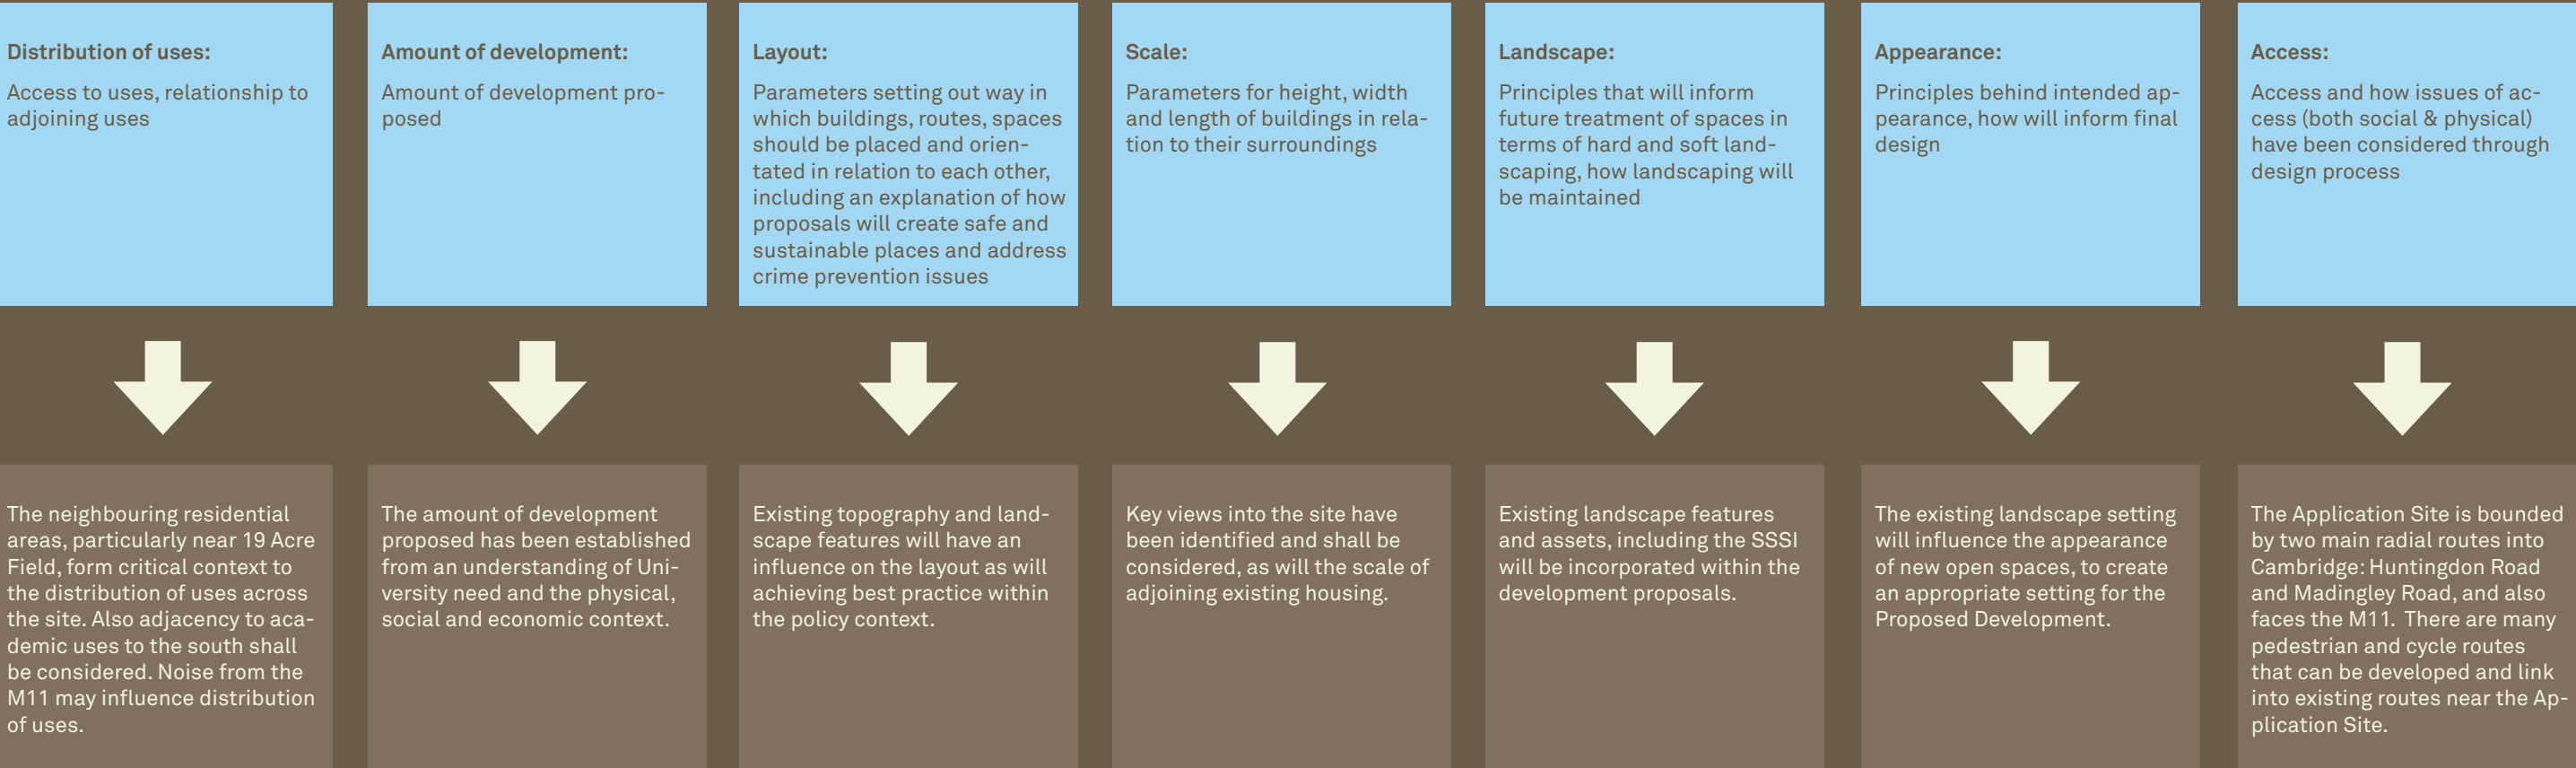 Distribution of uses:
Access to uses, relationship to
adjoining uses
Amount of development:
Amount of development pro-
posed
Layout:
Parameters setting out way in
which buildings, routes, spaces
should be placed and orien-
tated in relation to each other,
including an explanation of how
proposals will create safe and
sustainable places and address
crime prevention issues
Scale:
Parameters for height, width
and length of buildings in rela-
tion to their surroundings
Landscape:
Principles that will inform
future treatment of spaces in
terms of hard and soft land-
scaping, how landscaping will
be maintained
Appearance:
Principles behind intended ap-
pearance, how will inform final
design
Access:
Access and how issues of ac-
cess (both social & physical)
have been considered through
design process
The neighbouring residential
areas, particularly near 19 Acre
Field, form critical context to
the distribution of uses across
the site. Also adjacency to aca-
demic uses to the south shall
be considered. Noise from the
M11 may influence distribution
of uses.
The amount of development
proposed has been established
from an understanding of Uni-
versity need and the physical,
social and economic context.
Existing topography and land-
scape features will have an
influence on the layout as will
achieving best practice within
the policy context.
Key views into the site have
been identified and shall be
considered, as will the scale of
adjoining existing housing.
Existing landscape features
and assets, including the SSSI
will be incorporated within the
development proposals.
The existing landscape setting
will influence the appearance
of new open spaces, to create
an appropriate setting for the
Proposed Development.
The Application Site is bounded
by two main radial routes into
Cambridge: Huntingdon Road
and Madingley Road, and also
faces the M11. There are many
pedestrian and cycle routes
that can be developed and link
into existing routes near the Ap-
plication Site.